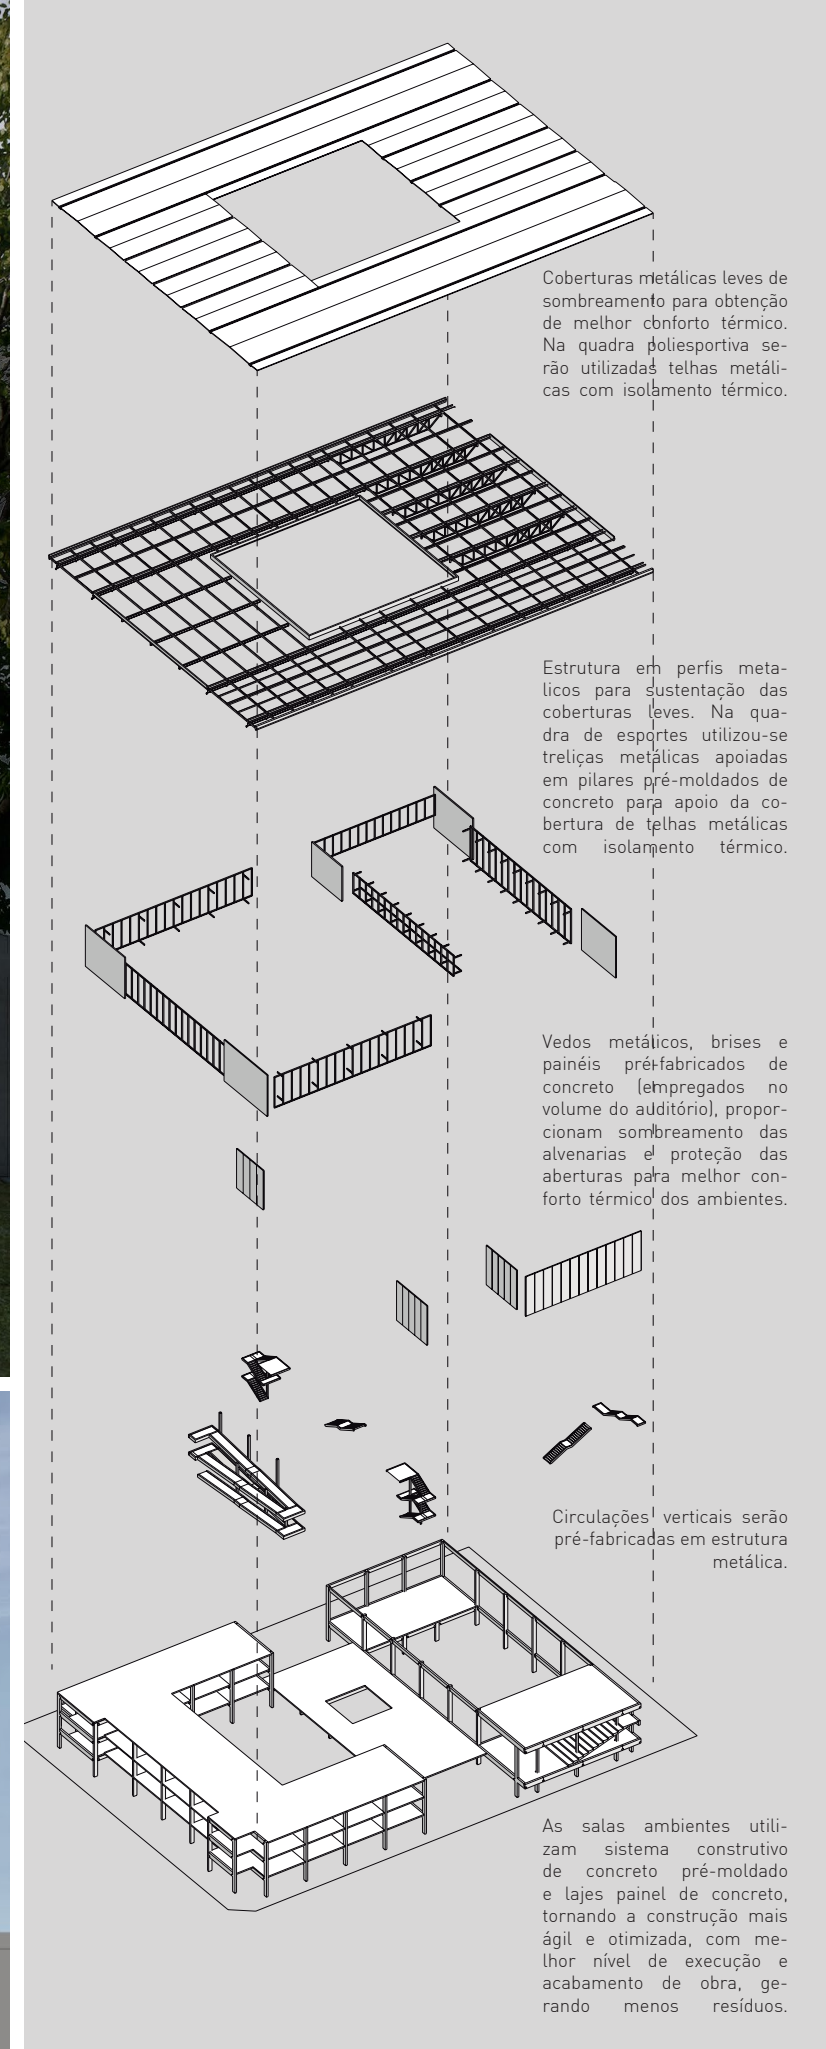 Coberturas metálicas leves de
sombreamento para obtenção
de melhor conforto térmico.
Na quadra poliesportiva se-
rão utilizadas telhas metáli-
cas com isolamento térmico.
Estrutura em perfis meta-
licos para sustentação das
coberturas leves. Na qua-
dra de esportes utilizou-se
treliças metálicas apoiadas
em pilares pré-moldados de
concreto para apoio da co-
bertura de telhas metálicas
com isolamento térmico.
Vedos metálicos, brises e
painéis pré-fabricados de
concreto (empregados no
volume do auditório), propor-
cionam sombreamento das
alvenarias e proteção das
aberturas para melhor con-
forto térmico dos ambientes.
Circulações verticais serão
pré-fabricadas em estrutura
metálica.
As salas ambientes utili-
zam sistema construtivo
de concreto pré-moldado
e lajes painel de concreto,
tornando a construção mais
ágil e otimizada, com me-
lhor nível de execução e
acabamento de obra, ge-
rando menos resíduos.